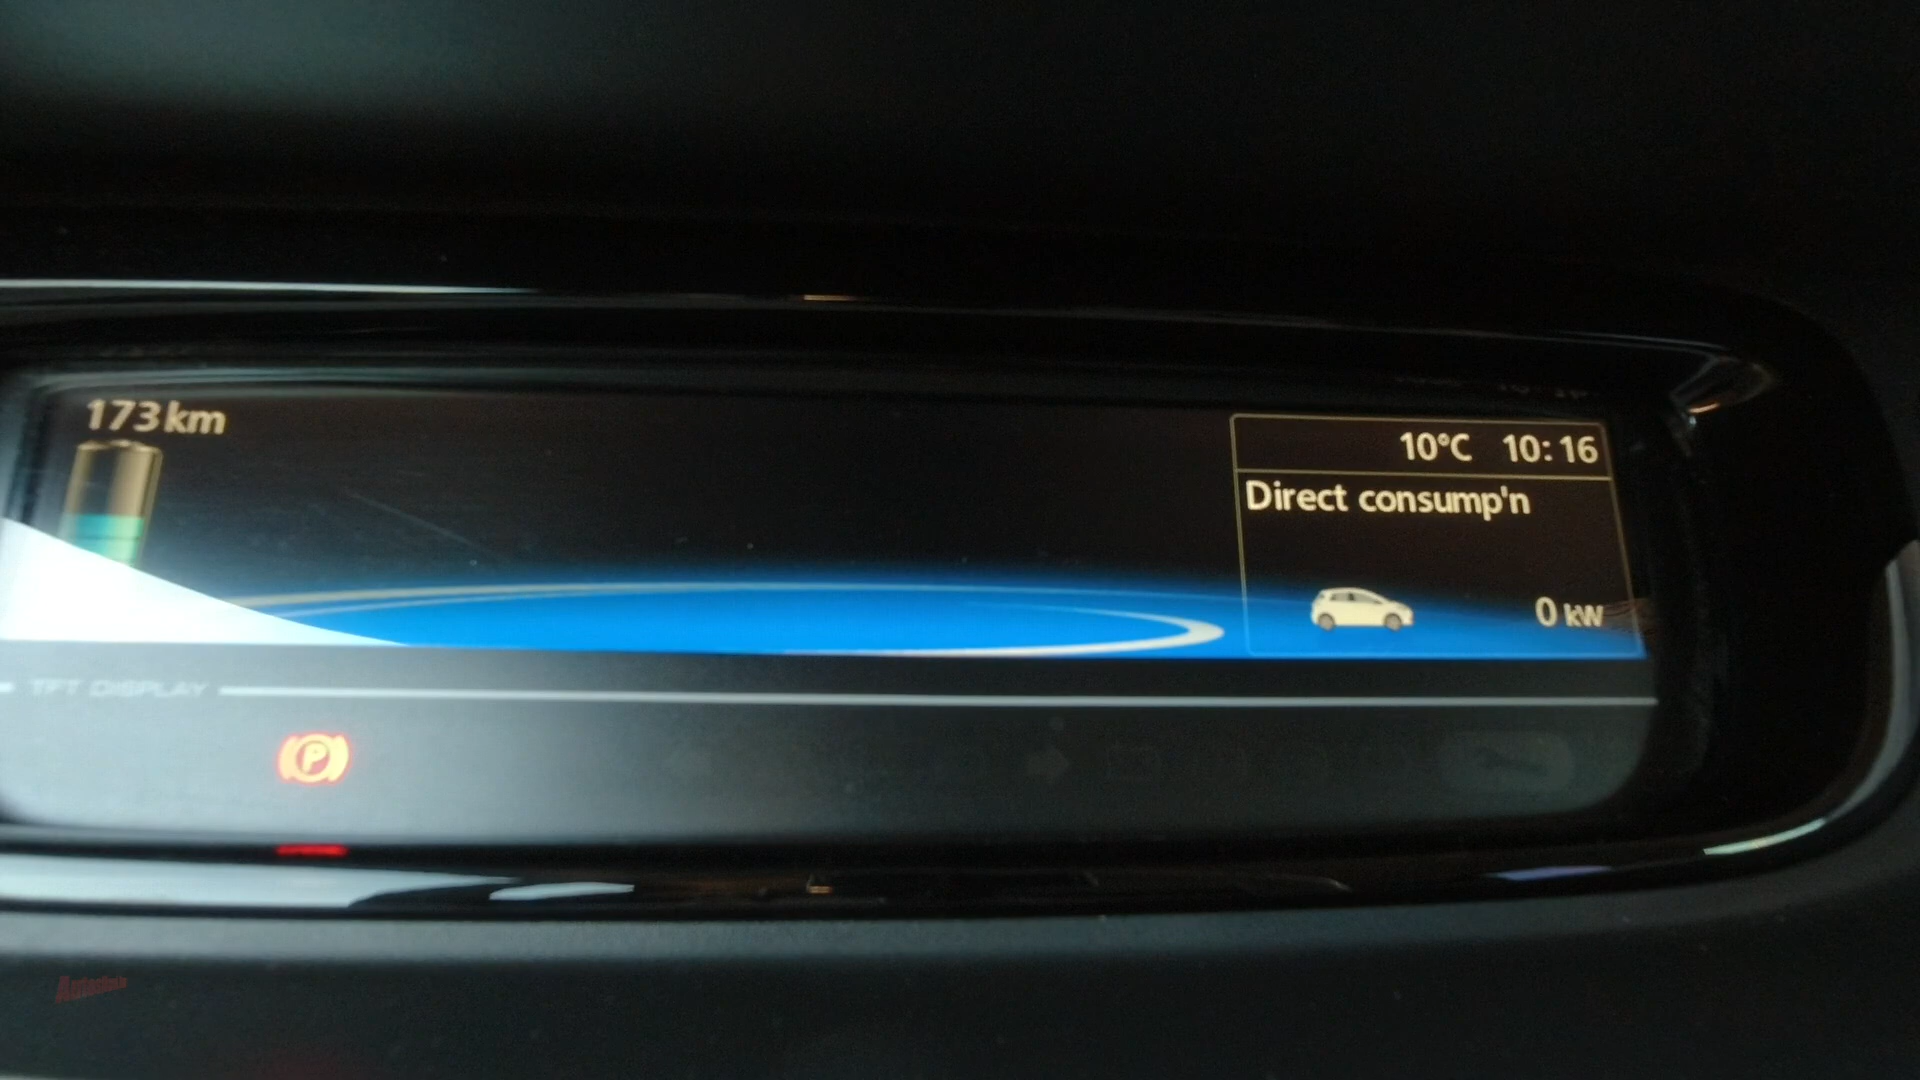 173km
10°C 10:16
Direct consump'n
0 kW
TFT DISPLAY
P